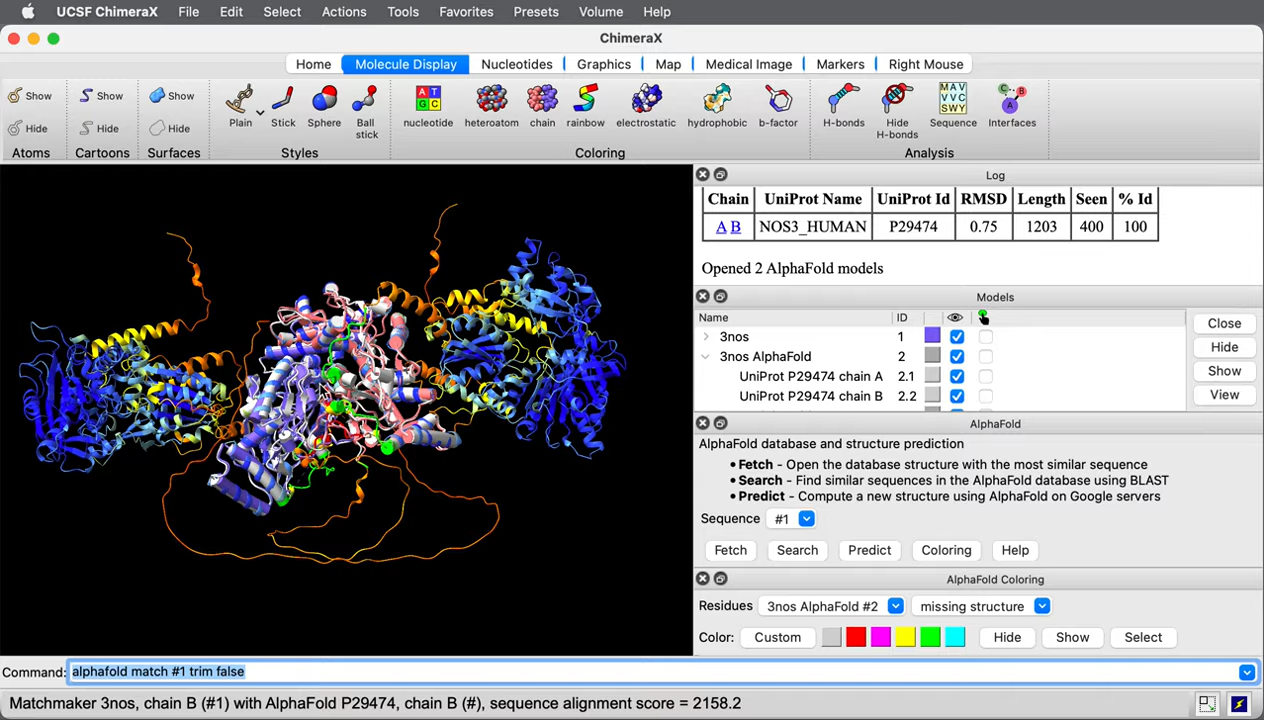 UCSF ChimeraX File Edit Select Actions Tools Favorites Presets Volume Help
ChimeraX
Home Molecule Display Nucleotides Graphics Map Medical Image Markers Right Mouse
Show Show Show
Hide Hide Hide
Atoms Cartoons Surfaces
Plain Stick Sphere Ball stick
Styles
A T G C
nucleotide heteroatom chain rainbow electrostatic hydrophobic b-factor
Coloring
MAV
VVC
SWY
C B
A
H-bonds Hide H-bonds Sequence Interfaces
Analysis
Log
Chain UniProt Name UniProt Id RMSD Length Seen % Id
A B NOS3_HUMAN P29474 0.75 1203 400 100
Opened 2 AlphaFold models
Models
Name ID
3nos 1
3nos AlphaFold 2
UniProt P29474 chain A 2.1
UniProt P29474 chain B 2.2
Close
Hide
Show
View
AlphaFold
AlphaFold database and structure prediction
• Fetch - Open the database structure with the most similar sequence
• Search - Find similar sequences in the AlphaFold database using BLAST
• Predict - Compute a new structure using AlphaFold on Google servers
Sequence #1
Fetch Search Predict Coloring Help
AlphaFold Coloring
Residues 3nos AlphaFold #2 missing structure
Color: Custom Hide Show Select
Command: alphafold match #1 trim false
Matchmaker 3nos, chain B (#1) with AlphaFold P29474, chain B (#), sequence alignment score = 2158.2